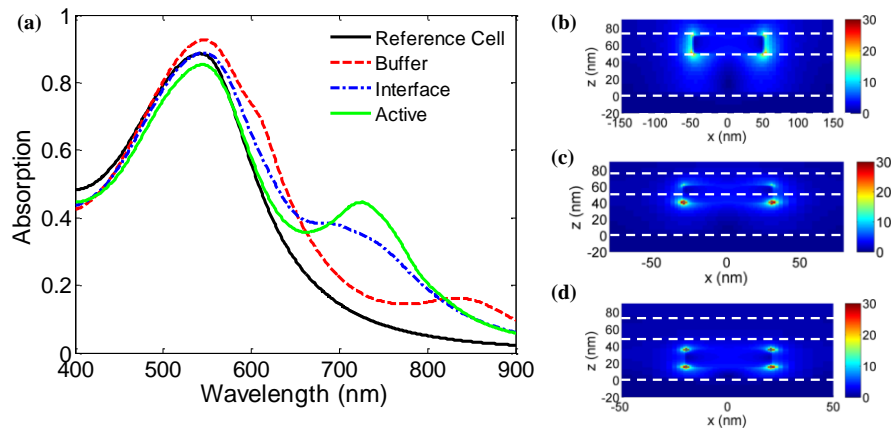 (a)
1
0.8
0.6
0.4
0.2
0
Absorption
400 500 600 700 800 900
Wavelength (nm)
Reference Cell
Buffer
Interface
Active
(b)
80
60
40
20
0
-20
z (nm)
-150 -100 -50 0 50 100 150
x (nm)
30
20
10
0
(c)
80
60
40
20
0
-20
z (nm)
-50 0 50
x (nm)
30
20
10
0
(d)
80
60
40
20
0
-20
z (nm)
-50 0 50
x (nm)
30
20
10
0